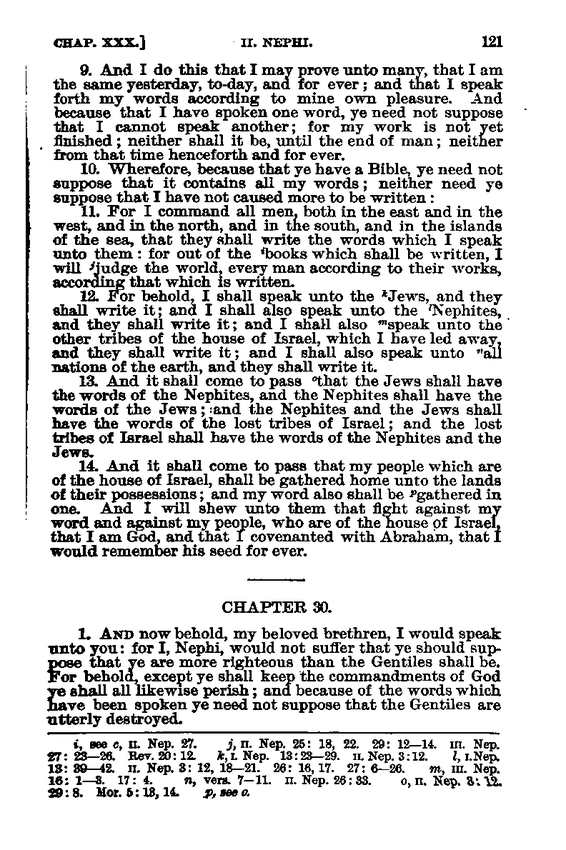 CHAP. XXX.] II. NEPHI. 121
9. And I do this that I may prove unto many, that I am
the same yesterday, to-day, and for ever; and that I speak
forth my words according to mine own pleasure. And
because that I have spoken one word, ye need not suppose
that I cannot speak another; for my work is not yet
finished; neither shall it be, until the end of man; neither
from that time henceforth and for ever.
10. Wherefore, because that ye have a Bible, ye need not
suppose that it contains all my words; neither need ye
suppose that I have not caused more to be written:
11. For I command all men, both in the east and in the
west, and in the north, and in the south, and in the islands
of the sea, that they shall write the words which I speak
unto them: for out of the ⁱbooks which shall be written, I
will ʲjudge the world, every man according to their works,
according that which is written.
12. For behold, I shall speak unto the ᵏJews, and they
shall write it; and I shall also speak unto the ˡNephites,
and they shall write it; and I shall also ᵐspeak unto the
other tribes of the house of Israel, which I have led away,
and they shall write it; and I shall also speak unto ⁿall
nations of the earth, and they shall write it.
13. And it shall come to pass ᵒthat the Jews shall have
the words of the Nephites, and the Nephites shall have the
words of the Jews; and the Nephites and the Jews shall
have the words of the lost tribes of Israel; and the lost
tribes of Israel shall have the words of the Nephites and the
Jews.
14. And it shall come to pass that my people which are
of the house of Israel, shall be gathered home unto the lands
of their possessions; and my word also shall be ᵖgathered in
one. And I will shew unto them that fight against my
word and against my people, who are of the house of Israel,
that I am God, and that I covenanted with Abraham, that I
would remember his seed for ever.
CHAPTER 30.
1. AND now behold, my beloved brethren, I would speak
unto you: for I, Nephi, would not suffer that ye should sup-
pose that ye are more righteous than the Gentiles shall be.
For behold, except ye shall keep the commandments of God
ye shall all likewise perish; and because of the words which
have been spoken ye need not suppose that the Gentiles are
utterly destroyed.
i, see c, II. Nep. 27. j, II. Nep. 25: 18, 22. 29: 12—14. III. Nep.
27: 23—26. Rev. 20: 12. k, I. Nep. 13: 23—29. II. Nep. 3: 12. l, I. Nep.
13: 39—42. II. Nep. 3: 12, 18—21. 26: 16, 17. 27: 6—26. m, III. Nep.
16: 1—3. 17: 4. n, vers. 7—11. II. Nep. 26: 33. o, II. Nep. 3: 12.
29: 8. Mor. 5: 13, 14. p, see o.